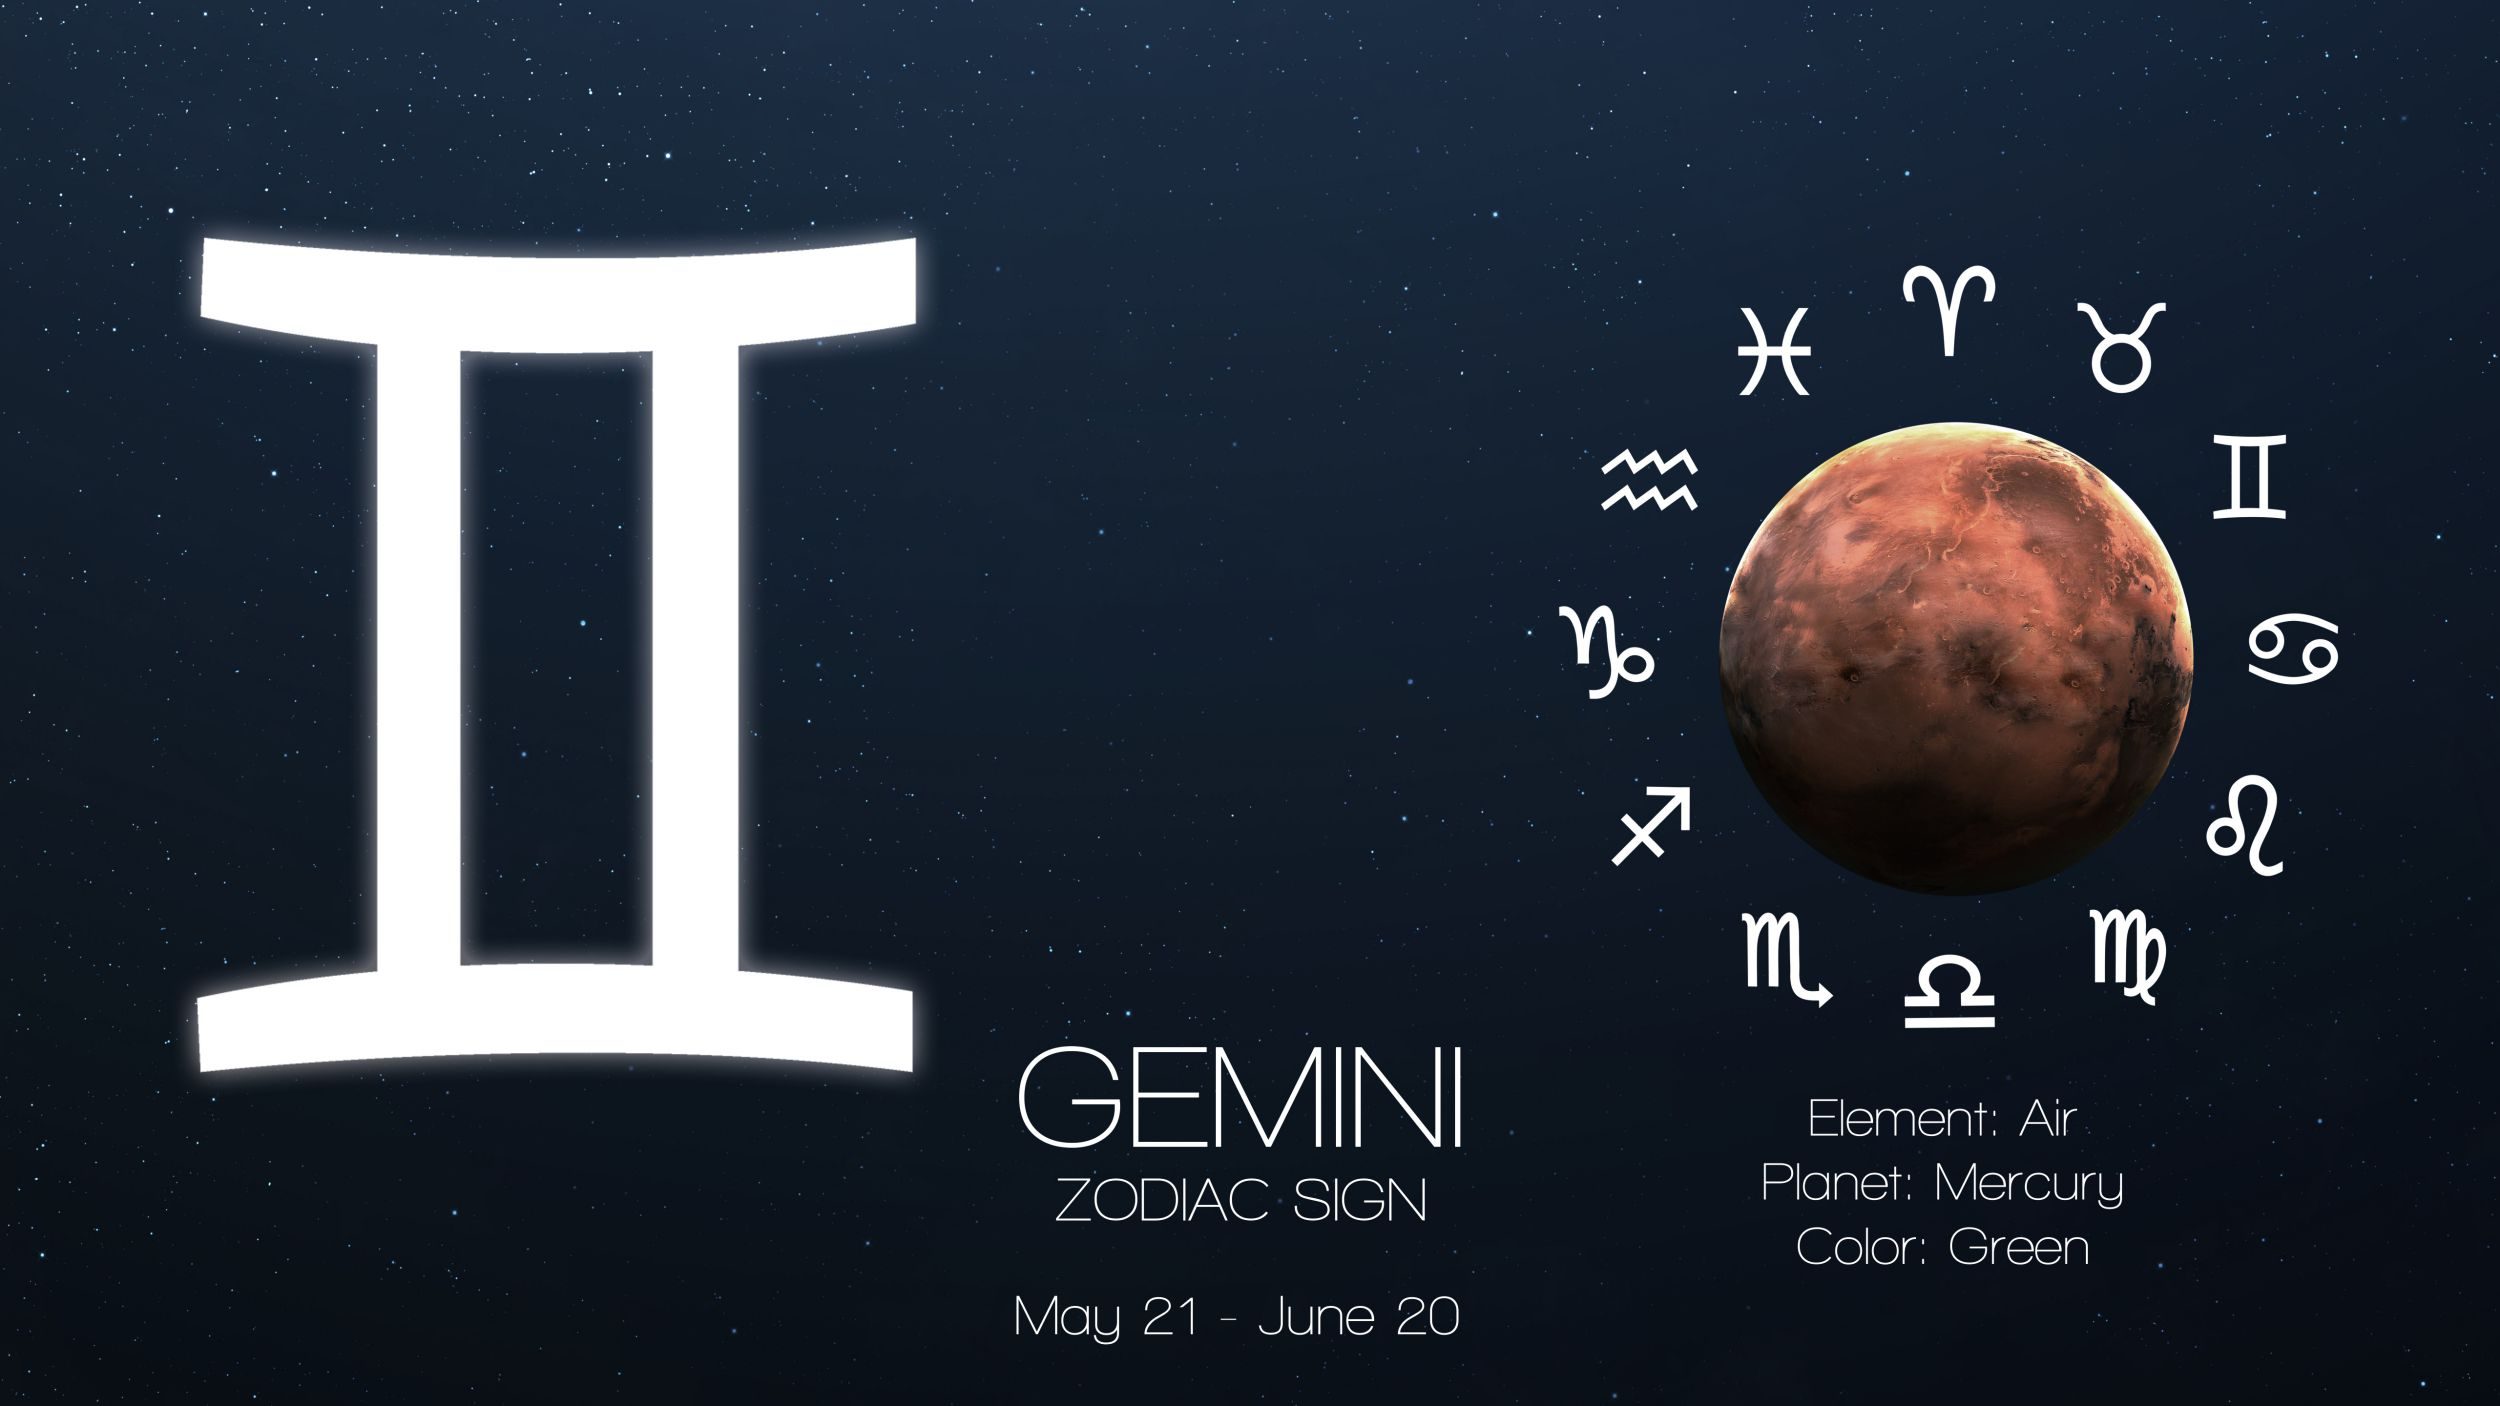 GEMINI
ZODIAC SIGN
May 21 - June 20
Element: Air
Planet: Mercury
Color: Green